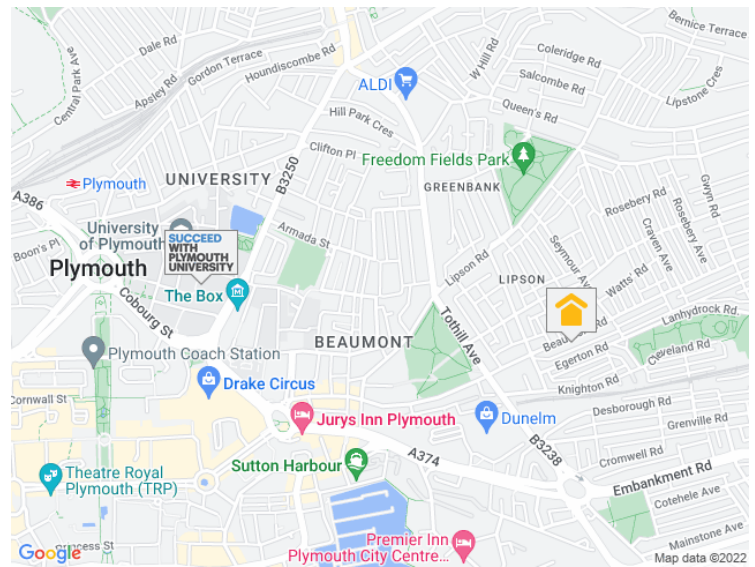 Dale Rd
Gordon Terrace
Houndiscombe Rd
Apsley Rd
Central Park Ave
ALDI
W Hill Rd
Coleridge Rd
Bernice Terrace
Salcombe Rd
Lipstone Cres
Queen's Rd
Hill Park Cres
Clifton Pl
B3250
Freedom Fields Park
GREENBANK
Plymouth
UNIVERSITY
A386
University
of Plymouth
Boon's Pl
SUCCEED
WITH
PLYMOUTH
UNIVERSITY
Armada St
Rosebery Rd
Gwyn Rd
Rosebery Ave
Craven Ave
Seymour Ave
Watts Rd
Lipson Rd
LIPSON
Plymouth
The Box
Cobourg St
Tothill Ave
Lanhydrock Rd.
BEAUMONT
Egerton Rd
Cleveland Rd
Plymouth Coach Station
Drake Circus
Knighton Rd
Cornwall St
Jurys Inn Plymouth
Dunelm
Desborough Rd
Grenville Rd
B3238
Cromwell Rd
Sutton Harbour
A374
Embankment Rd
Theatre Royal
Plymouth (TRP)
Cotehele Ave
Mainstone Ave
Premier Inn
Plymouth City Centre...
Google
Map data ©2022